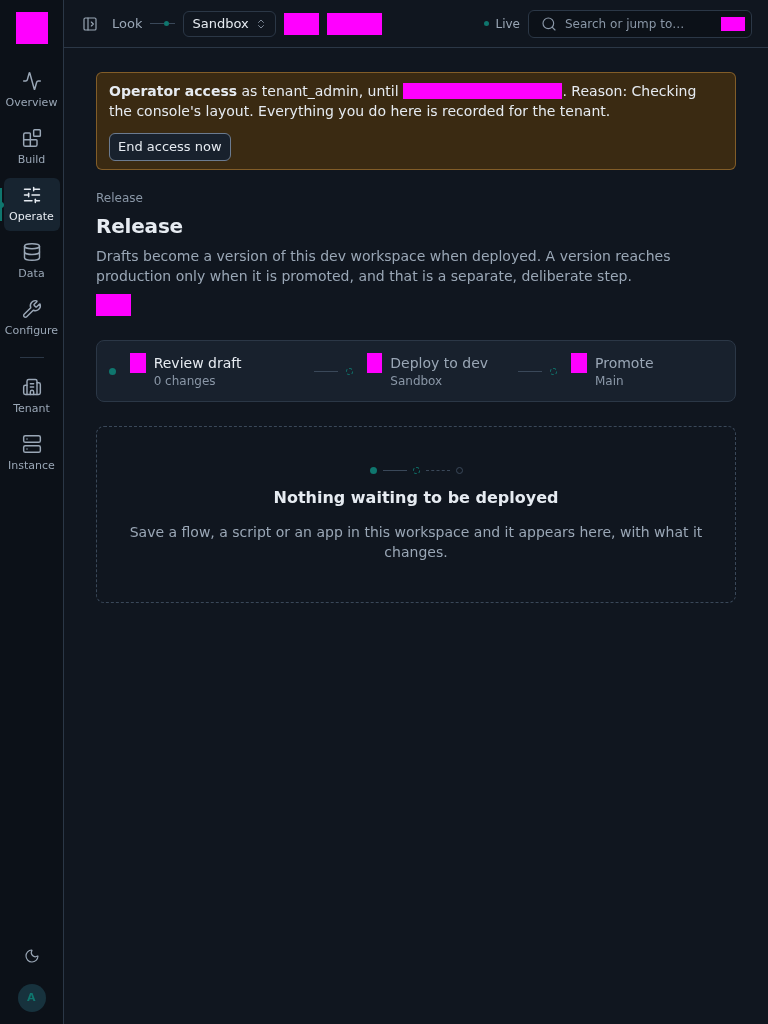 Look
Sandbox
Live
Search or jump to...
Overview
Build
Operate
Data
Configure
Tenant
Instance
A
Operator access as tenant_admin, until . Reason: Checking
the console's layout. Everything you do here is recorded for the tenant.
End access now
Release
Release
Drafts become a version of this dev workspace when deployed. A version reaches
production only when it is promoted, and that is a separate, deliberate step.
Review draft
0 changes
Deploy to dev
Sandbox
Promote
Main
Nothing waiting to be deployed
Save a flow, a script or an app in this workspace and it appears here, with what it
changes.